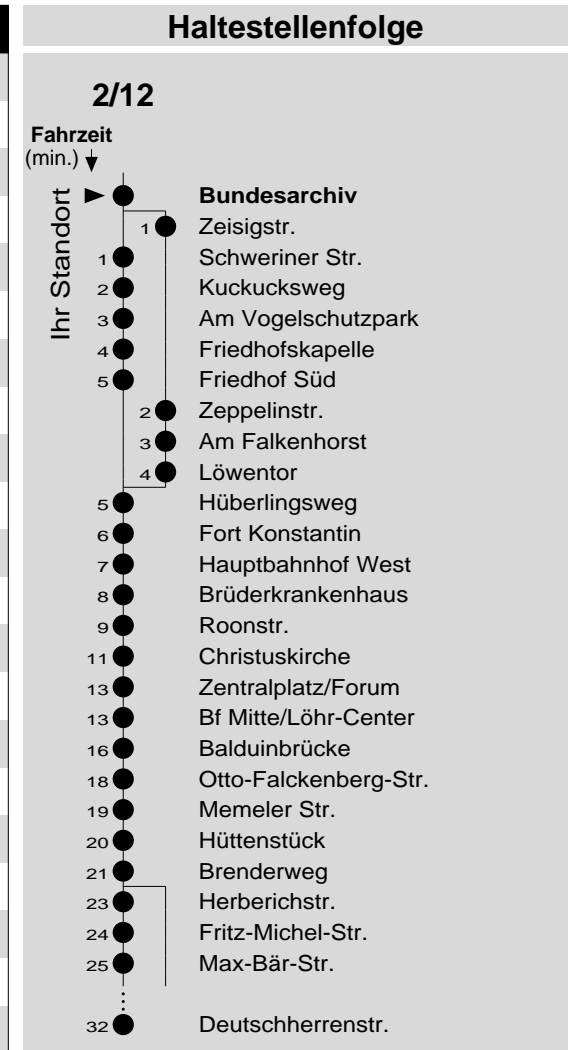 Haltestellenfolge
2/12
Fahrzeit
(min.)
Ihr Standort
Bundesarchiv
1 Zeisigstr.
1 Schweriner Str.
2 Kuckucksweg
3 Am Vogelschutzpark
4 Friedhofskapelle
5 Friedhof Süd
2 Zeppelinstr.
3 Am Falkenhorst
4 Löwentor
5 Hüberlingsweg
6 Fort Konstantin
7 Hauptbahnhof West
8 Brüderkrankenhaus
9 Roonstr.
11 Christuskirche
13 Zentralplatz/Forum
13 Bf Mitte/Löhr-Center
16 Balduinbrücke
18 Otto-Falckenberg-Str.
19 Memeler Str.
20 Hüttenstück
21 Brenderweg
23 Herberichstr.
24 Fritz-Michel-Str.
25 Max-Bär-Str.
32 Deutschherrenstr.